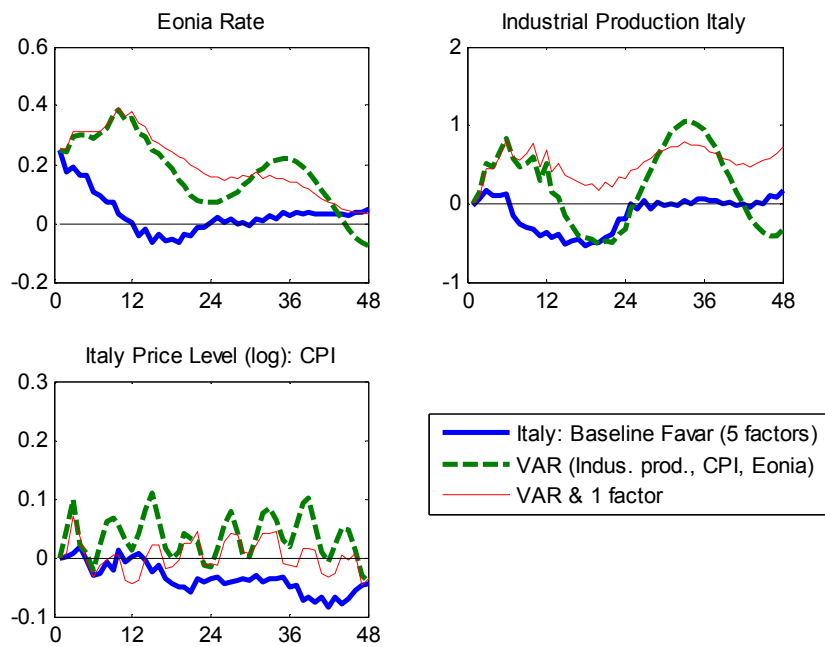 Eonia Rate
0.6
0.4
0.2
0
-0.2
0 12 24 36 48
Industrial Production Italy
2
1
0
-1
0 12 24 36 48
Italy Price Level (log): CPI
0.3
0.2
0.1
0
-0.1
0 12 24 36 48
Italy: Baseline Favar (5 factors)
VAR (Indus. prod., CPI, Eonia)
VAR & 1 factor